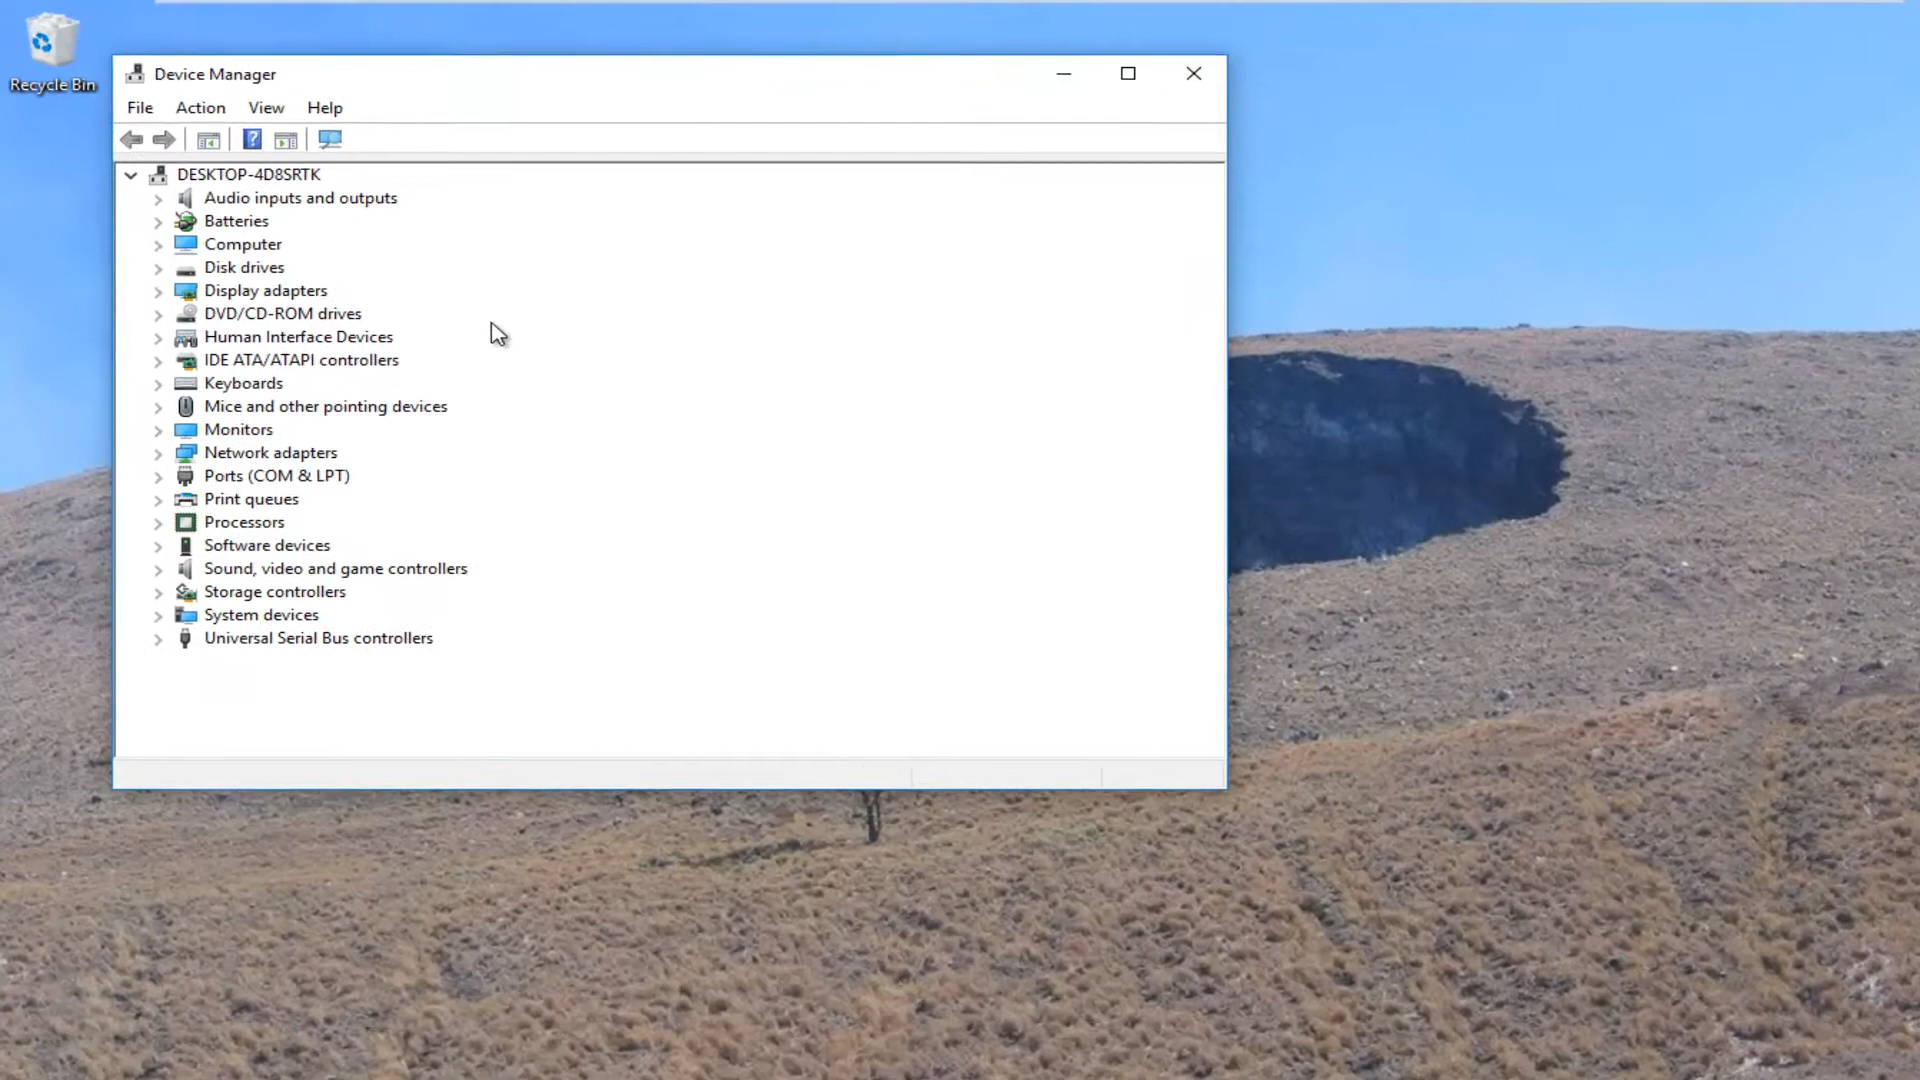 Recycle Bin
Device Manager
File Action View Help
DESKTOP-4D8SRTK
Audio inputs and outputs
Batteries
Computer
Disk drives
Display adapters
DVD/CD-ROM drives
Human Interface Devices
IDE ATA/ATAPI controllers
Keyboards
Mice and other pointing devices
Monitors
Network adapters
Ports (COM & LPT)
Print queues
Processors
Software devices
Sound, video and game controllers
Storage controllers
System devices
Universal Serial Bus controllers